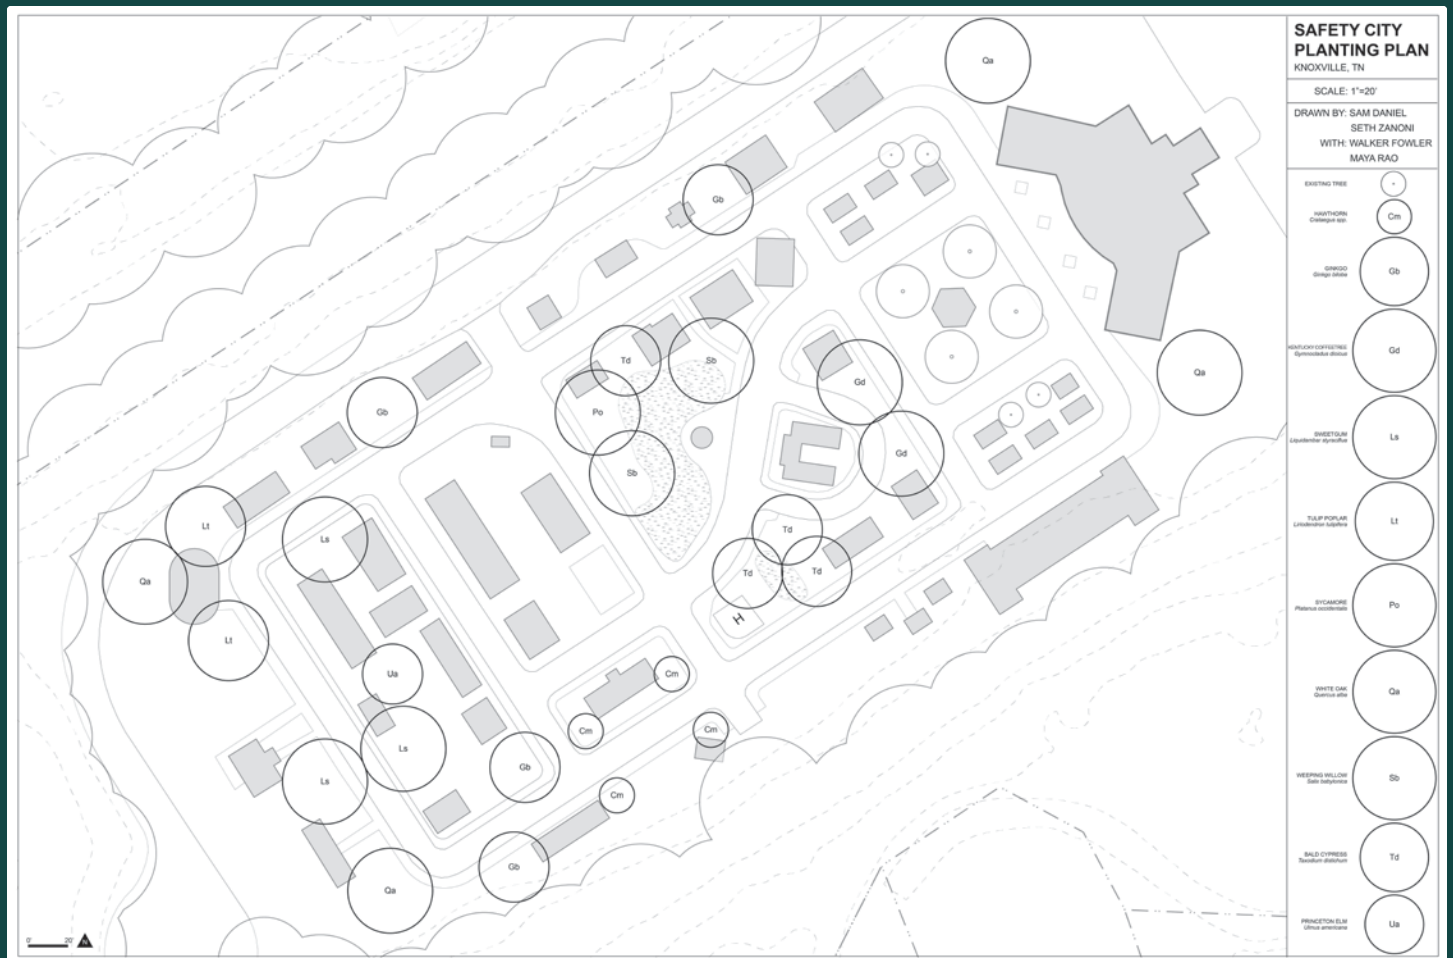 SAFETY CITY
PLANTING PLAN
KNOXVILLE, TN
SCALE: 1"=20'
DRAWN BY: SAM DANIEL
SETH ZANONI
WITH: WALKER FOWLER
MAYA RAO
EXISTING TREE
HAWTHORN
Crataegus spp.
Cm
GINKGO
Ginkgo biloba
Gb
KENTUCKY COFFEETREE
Gymnocladus dioicus
Gd
SWEETGUM
Liquidambar styraciflua
Ls
TULIP POPLAR
Liriodendron tulipifera
Lt
SYCAMORE
Platanus occidentalis
Po
WHITE OAK
Quercus alba
Qa
WEEPING WILLOW
Salix babylonica
Sb
BALD CYPRESS
Taxodium distichum
Td
PRINCETON ELM
Ulmus americana
Ua
Qa
Gb
Td
Sb
Qa
Gd
Gb
Po
Gd
Sb
Lt
Td
Ls
Td
Td
Qa
H
Lt
Ua
Cm
Cm
Cm
Ls
Gb
Ls
Cm
Gb
Qa
0' 20' N